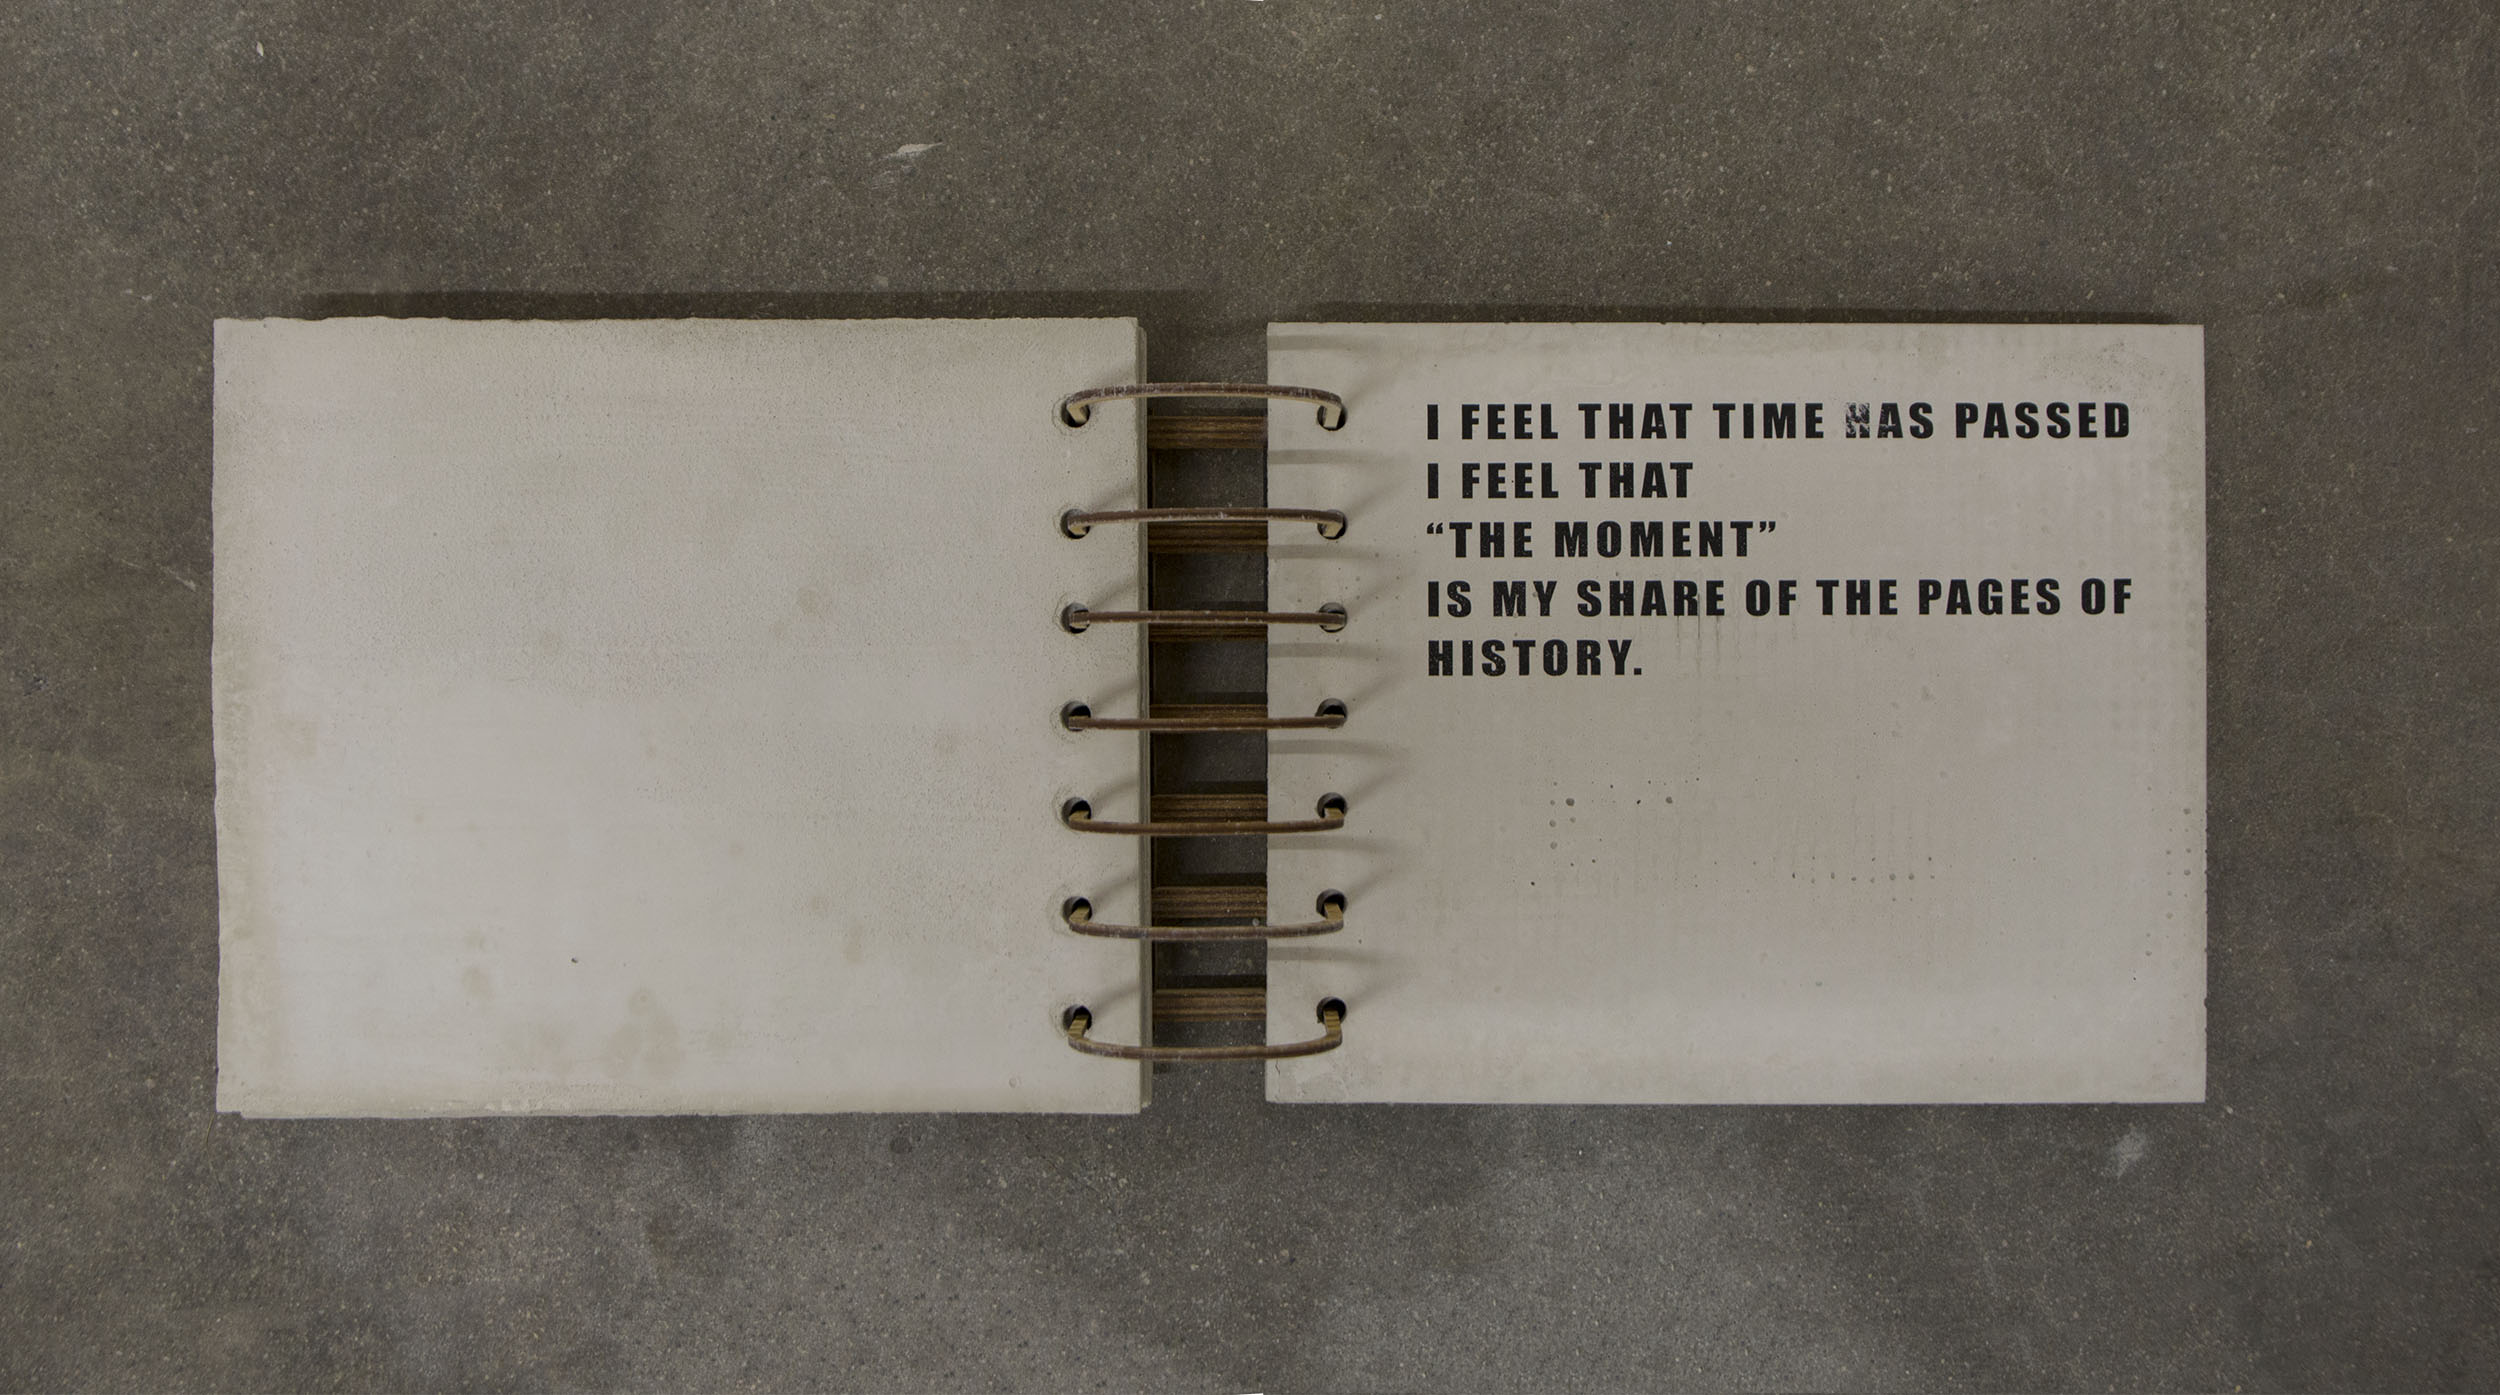 I FEEL THAT TIME HAS PASSED
I FEEL THAT
“THE MOMENT”
IS MY SHARE OF THE PAGES OF
HISTORY.